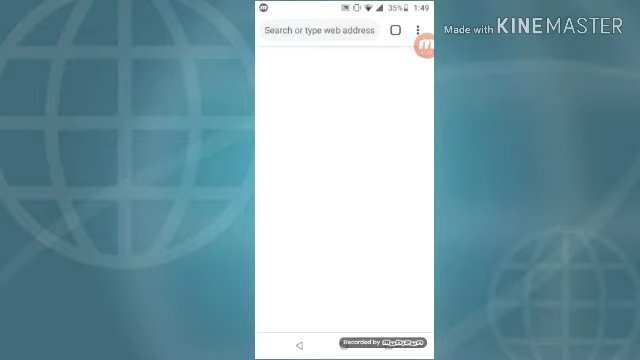 35% 1:49
Made with KINEMASTER
Search or type web address
Recorded by